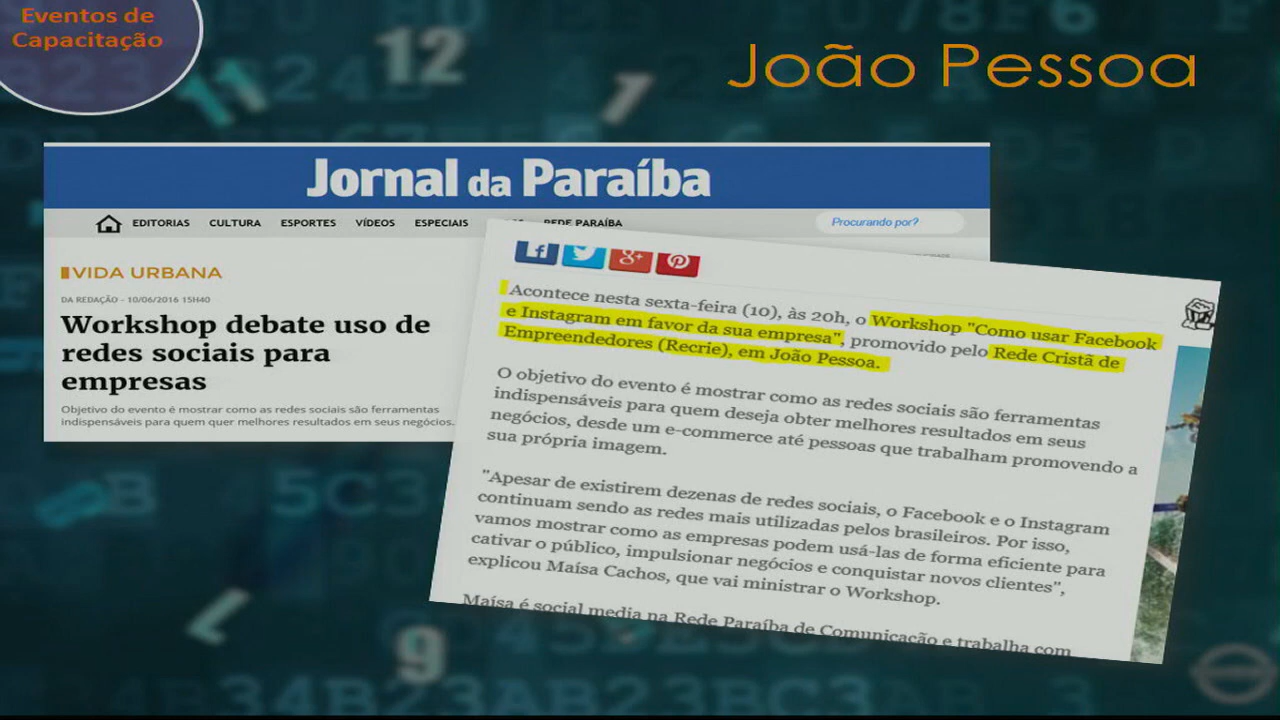 Eventos de
Capacitação
João Pessoa
12
Jornal da Paraíba
EDITORIAS CULTURA ESPORTES VÍDEOS ESPECIAIS REDE PARAÍBA
Procurando por?
VIDA URBANA
DA REDAÇÃO - 10/06/2016 15H40
Workshop debate uso de
redes sociais para
empresas
Objetivo do evento é mostrar como as redes sociais são ferramentas
indispensáveis para quem quer melhores resultados em seus negócios.
Acontece nesta sexta-feira (10), às 20h, o Workshop "Como usar Facebook
e Instagram em favor da sua empresa", promovido pelo Rede Cristã de
Empreendedores (Recrie), em João Pessoa.
O objetivo do evento é mostrar como as redes sociais são ferramentas
indispensáveis para quem deseja obter melhores resultados em seus
negócios, desde um e-commerce até pessoas que trabalham promovendo a
sua própria imagem.
"Apesar de existirem dezenas de redes sociais, o Facebook e o Instagram
continuam sendo as redes mais utilizadas pelos brasileiros. Por isso,
vamos mostrar como as empresas podem usá-las de forma eficiente para
cativar o público, impulsionar negócios e conquistar novos clientes",
explicou Maísa Cachos, que vai ministrar o Workshop.
Maísa é social media na Rede Paraíba de Comunicação e trabalha com
9
34B23AB23BC3